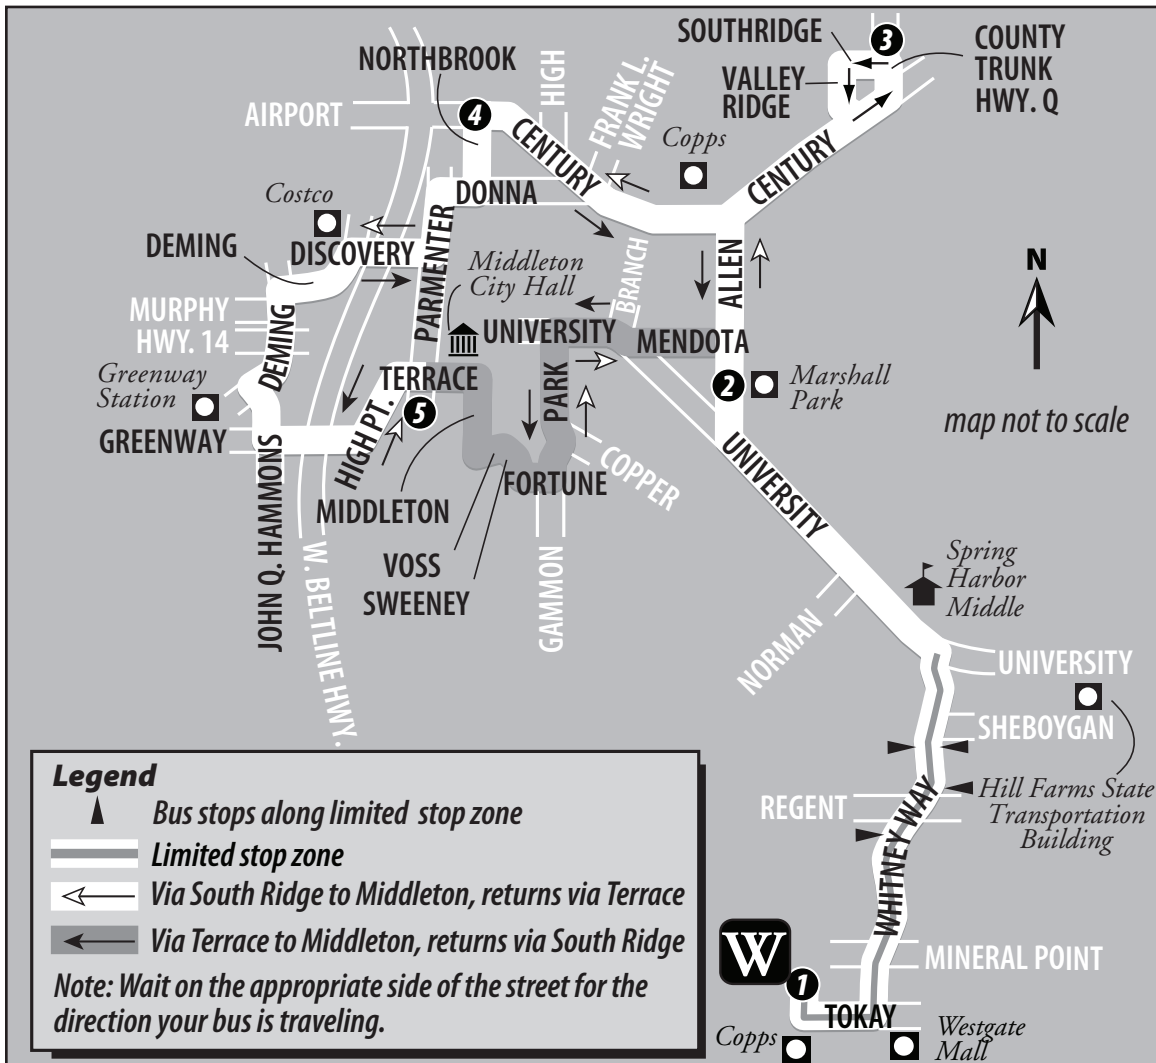 SOUTHRIDGE
3
COUNTY
TRUNK
HWY. Q
VALLEY
RIDGE
NORTHBROOK
HIGH
FRANK L.
WRIGHT
AIRPORT
4
CENTURY
Copps
CENTURY
Costco
DONNA
DEMING
DISCOVERY
PARMENTER
Middleton
City Hall
BRANCH
ALLEN
N
MURPHY
HWY. 14
DEMING
UNIVERSITY
MENDOTA
Greenway
Station
TERRACE
PARK
2
Marshall
Park
map not to scale
GREENWAY
HIGH PT.
5
COPPER
FORTUNE
UNIVERSITY
MIDDLETON
JOHN Q. HAMMONS
W. BELTLINE HWY.
VOSS
SWEENEY
GAMMON
Spring
Harbor
Middle
NORMAN
UNIVERSITY
SHEBOYGAN
Hill Farms State
Transportation
Building
REGENT
WHITNEY WAY
MINERAL POINT
W
1
TOKAY
Copps
Westgate
Mall
Legend
Bus stops along limited stop zone
Limited stop zone
Via South Ridge to Middleton, returns via Terrace
Via Terrace to Middleton, returns via South Ridge
Note: Wait on the appropriate side of the street for the
direction your bus is traveling.